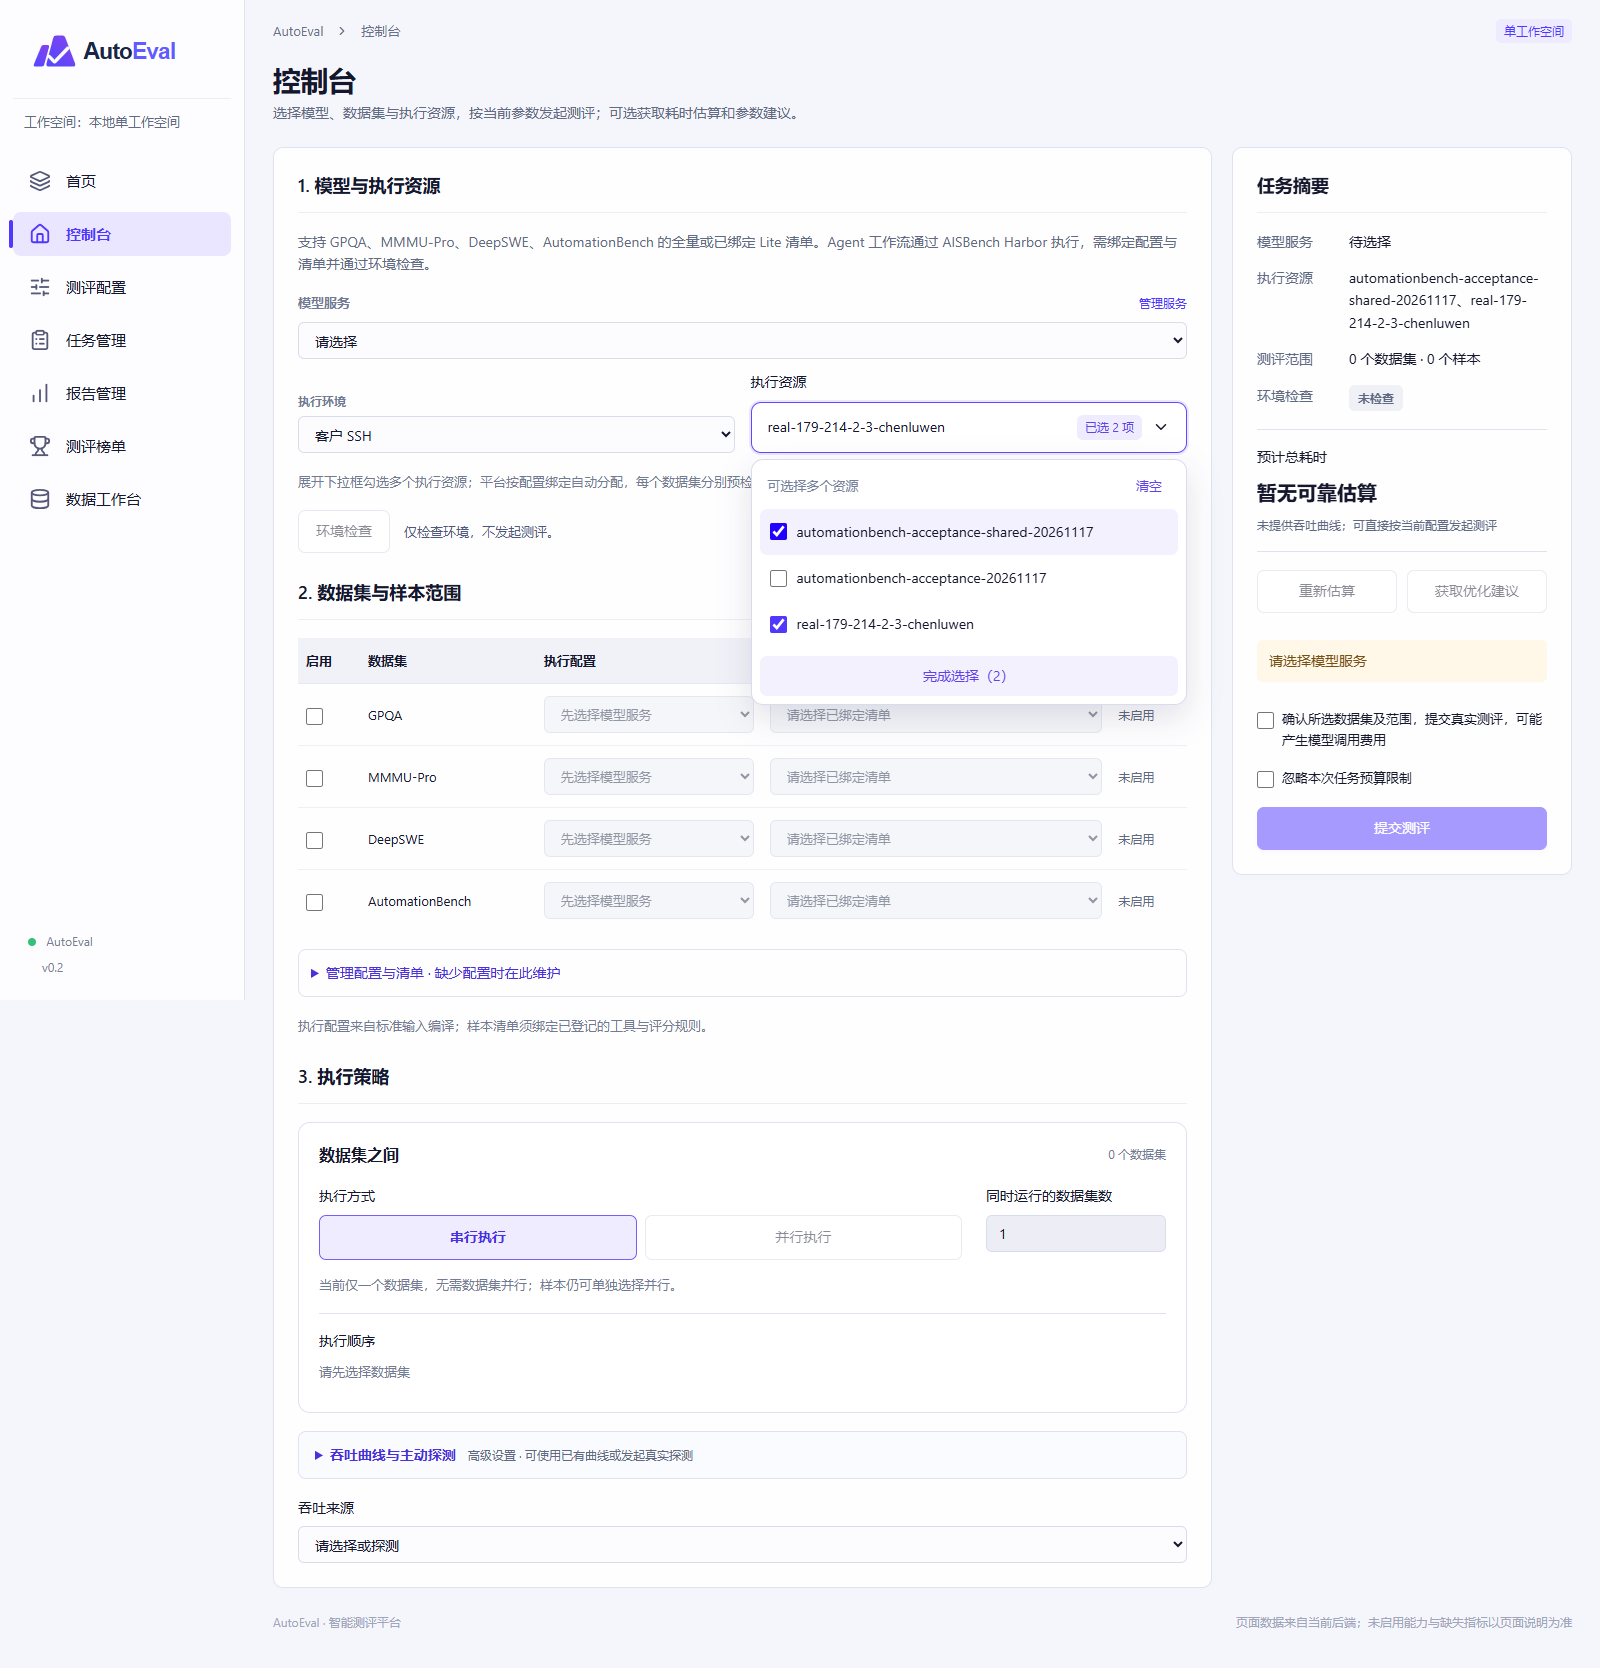 AutoEval
工作空间：本地单工作空间
首页
控制台
测评配置
任务管理
报告管理
测评榜单
数据工作台
AutoEval
v0.2
AutoEval > 控制台
单工作空间
控制台
选择模型、数据集与执行资源，按当前参数发起测评；可选获取耗时估算和参数建议。
1. 模型与执行资源
支持 GPQA、MMMU-Pro、DeepSWE、AutomationBench 的全量或已绑定 Lite 清单。Agent 工作流通过 AISBench Harbor 执行，需绑定配置与
清单并通过环境检查。
模型服务
管理服务
请选择
执行环境
客户 SSH
执行资源
real-179-214-2-3-chenluwen
已选 2 项
展开下拉框勾选多个执行资源；平台按配置绑定自动分配，每个数据集分别预检
可选择多个资源
清空
automationbench-acceptance-shared-20261117
automationbench-acceptance-20261117
real-179-214-2-3-chenluwen
完成选择（2）
环境检查
仅检查环境，不发起测评。
2. 数据集与样本范围
启用 数据集 执行配置
GPQA 先选择模型服务 请选择已绑定清单 未启用
MMMU-Pro 先选择模型服务 请选择已绑定清单 未启用
DeepSWE 先选择模型服务 请选择已绑定清单 未启用
AutomationBench 先选择模型服务 请选择已绑定清单 未启用
管理配置与清单 · 缺少配置时在此维护
执行配置来自标准输入编译；样本清单须绑定已登记的工具与评分规则。
3. 执行策略
数据集之间
0 个数据集
执行方式
同时运行的数据集数
串行执行
并行执行
1
当前仅一个数据集，无需数据集并行；样本仍可单独选择并行。
执行顺序
请先选择数据集
吞吐曲线与主动探测 高级设置 · 可使用已有曲线或发起真实探测
吞吐来源
请选择或探测
任务摘要
模型服务 待选择
执行资源 automationbench-acceptance-
shared-20261117、real-179-
214-2-3-chenluwen
测评范围 0 个数据集 · 0 个样本
环境检查 未检查
预计总耗时
暂无可靠估算
未提供吞吐曲线；可直接按当前配置发起测评
重新估算
获取优化建议
请选择模型服务
确认所选数据集及范围，提交真实测评，可能
产生模型调用费用
忽略本次任务预算限制
提交测评
AutoEval · 智能测评平台
页面数据来自当前后端；未启用能力与缺失指标以页面说明为准